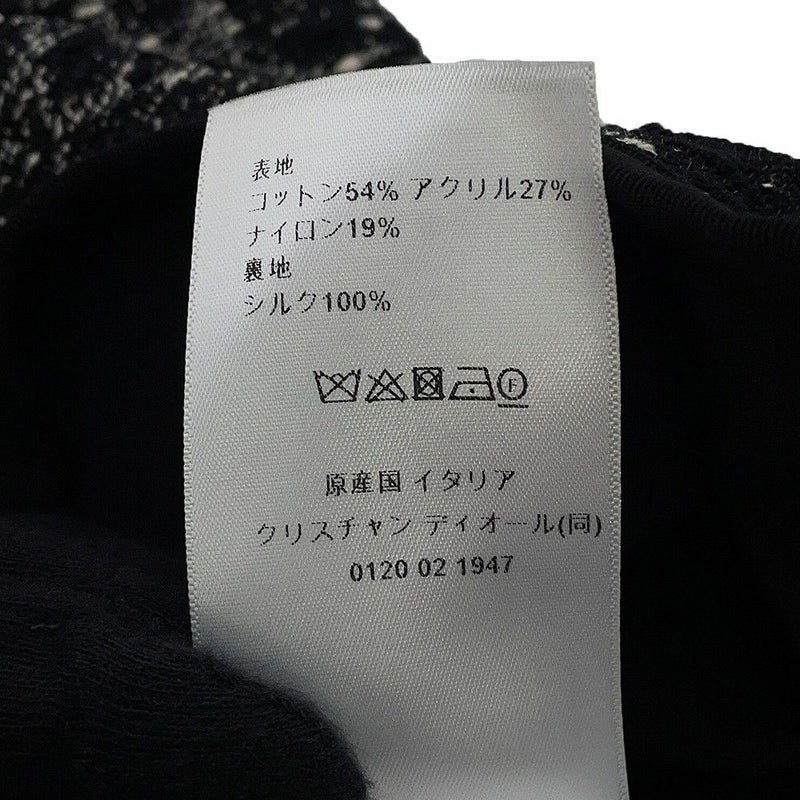 表地
コットン54% アクリル27%
ナイロン19%
裏地
シルク100%
F
原産国 イタリア
クリスチャン ディオール(同)
0120 02 1947